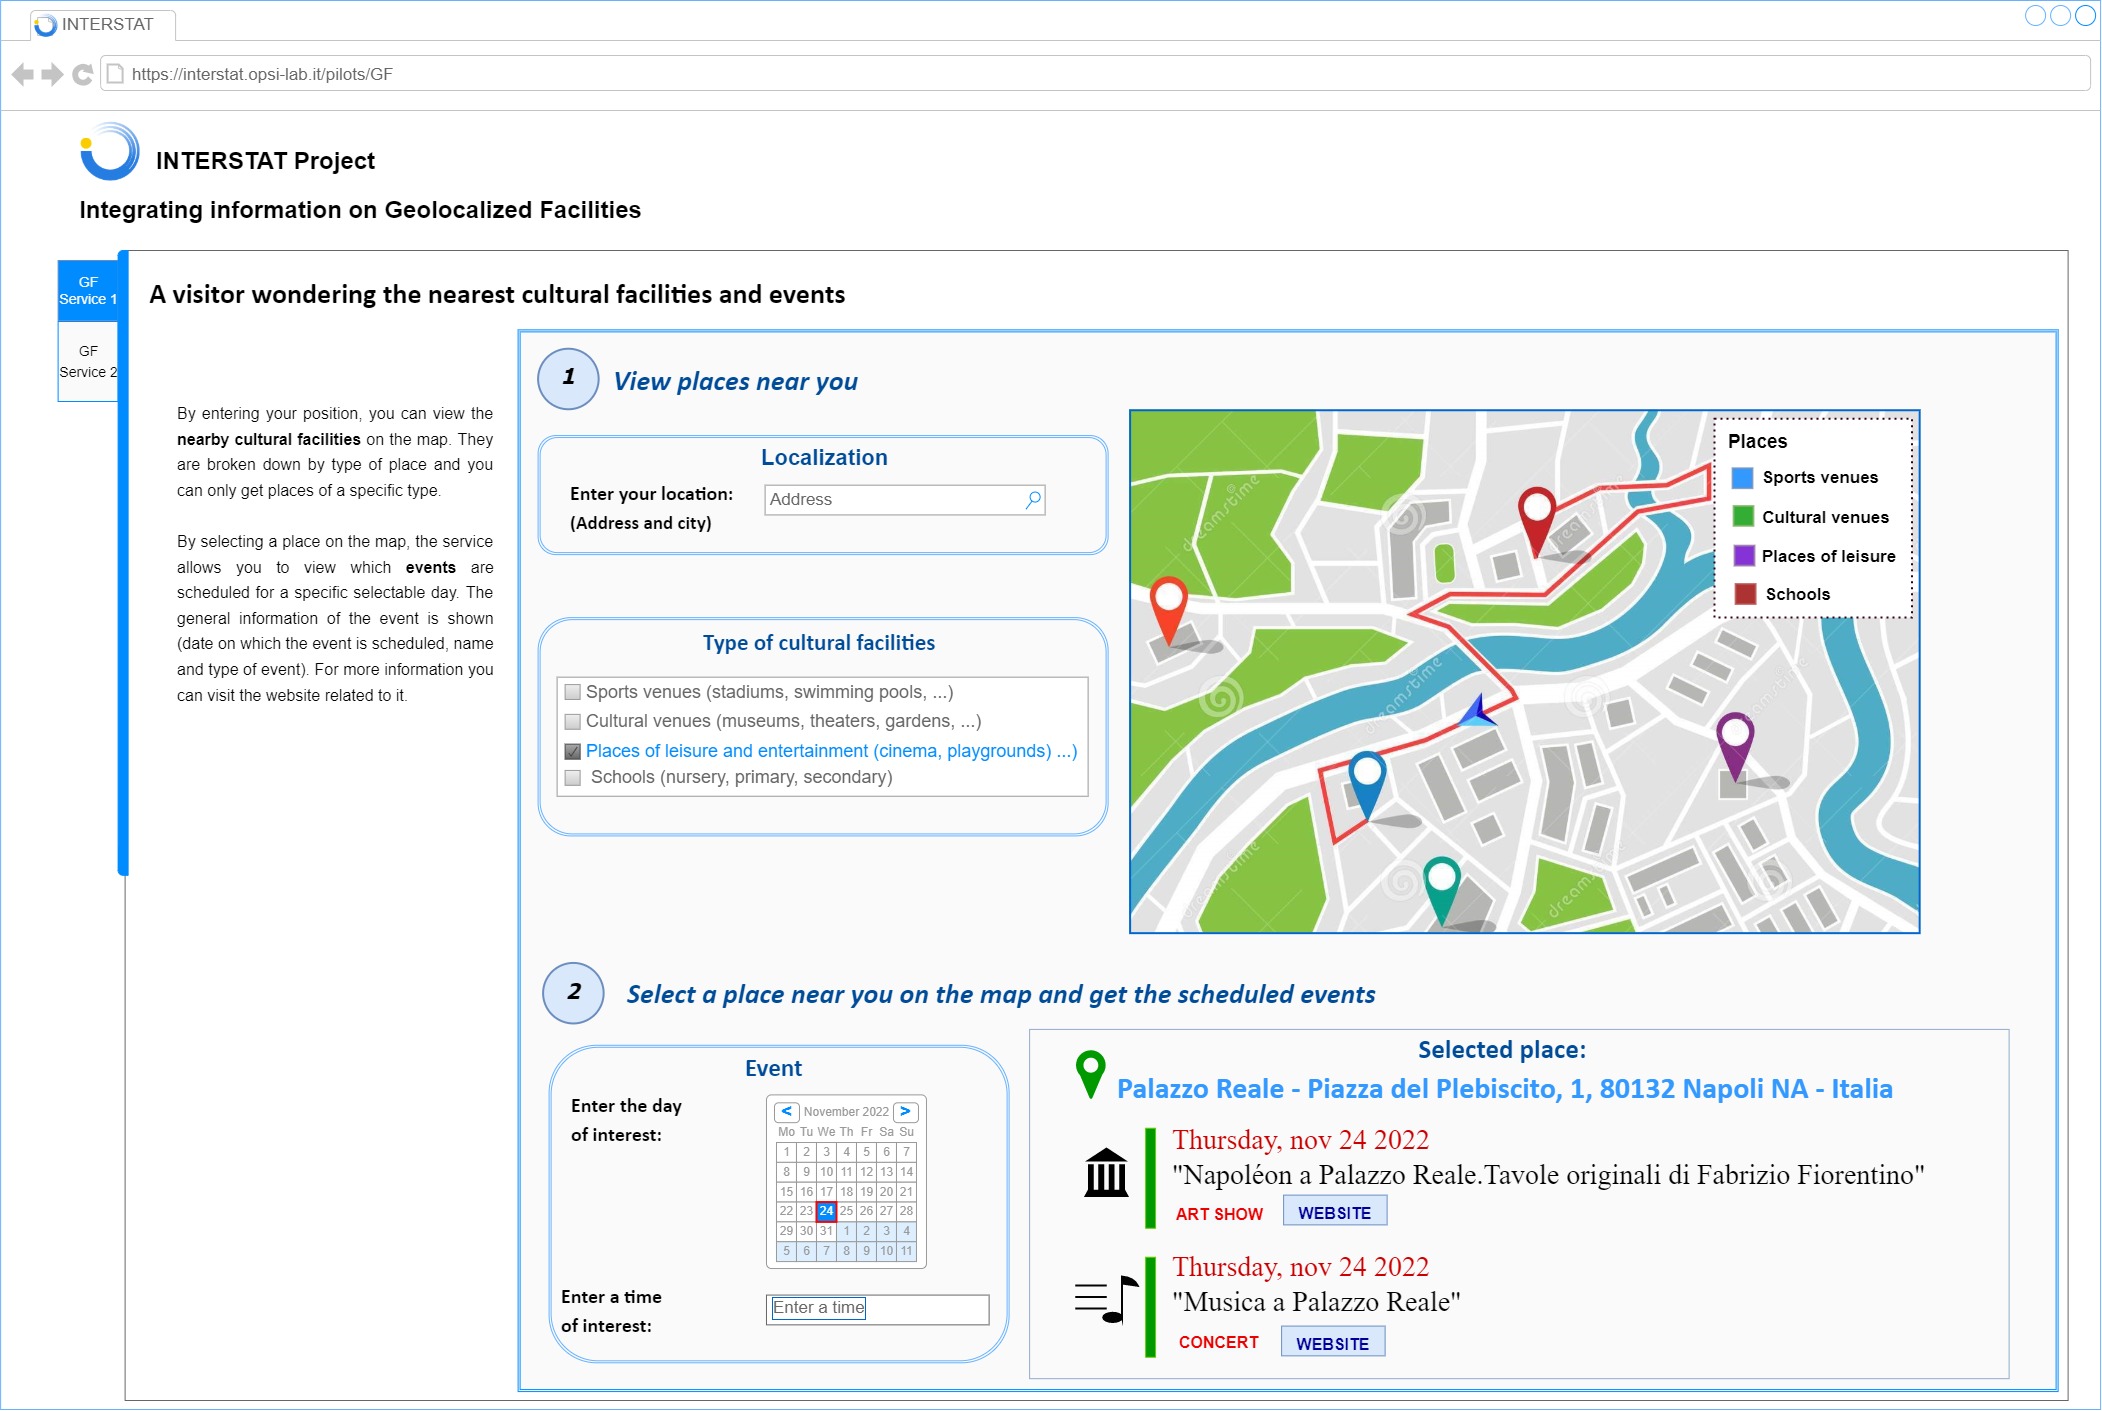 INTERSTAT
https://interstat.opsi-lab.it/pilots/GF
INTERSTAT Project
Integrating information on Geolocalized Facilities
GF
Service 1
GF
Service 2
A visitor wondering the nearest cultural facilities and events
By entering your position, you can view the
nearby cultural facilities on the map. They
are broken down by type of place and you
can only get places of a specific type.
By selecting a place on the map, the service
allows you to view which events are
scheduled for a specific selectable day. The
general information of the event is shown
(date on which the event is scheduled, name
and type of event). For more information you
can visit the website related to it.
1
View places near you
Localization
Enter your location:
(Address and city)
Address
Type of cultural facilities
Sports venues (stadiums, swimming pools, ...)
Cultural venues (museums, theaters, gardens, ...)
Places of leisure and entertainment (cinema, playgrounds) ...)
Schools (nursery, primary, secondary)
Places
Sports venues
Cultural venues
Places of leisure
Schools
dreamstime
dreamstime
dreamstime
dreamstime
dreamstime
dreamstime
2
Select a place near you on the map and get the scheduled events
Event
Enter the day
of interest:
< November 2022 >
Mo Tu We Th Fr Sa Su
1 2 3 4 5 6 7
8 9 10 11 12 13 14
15 16 17 18 19 20 21
22 23 24 25 26 27 28
29 30 31 1 2 3 4
5 6 7 8 9 10 11
Enter a time
of interest:
Enter a time
Selected place:
Palazzo Reale - Piazza del Plebiscito, 1, 80132 Napoli NA - Italia
Thursday, nov 24 2022
"Napoléon a Palazzo Reale.Tavole originali di Fabrizio Fiorentino"
ART SHOW WEBSITE
Thursday, nov 24 2022
"Musica a Palazzo Reale"
CONCERT WEBSITE